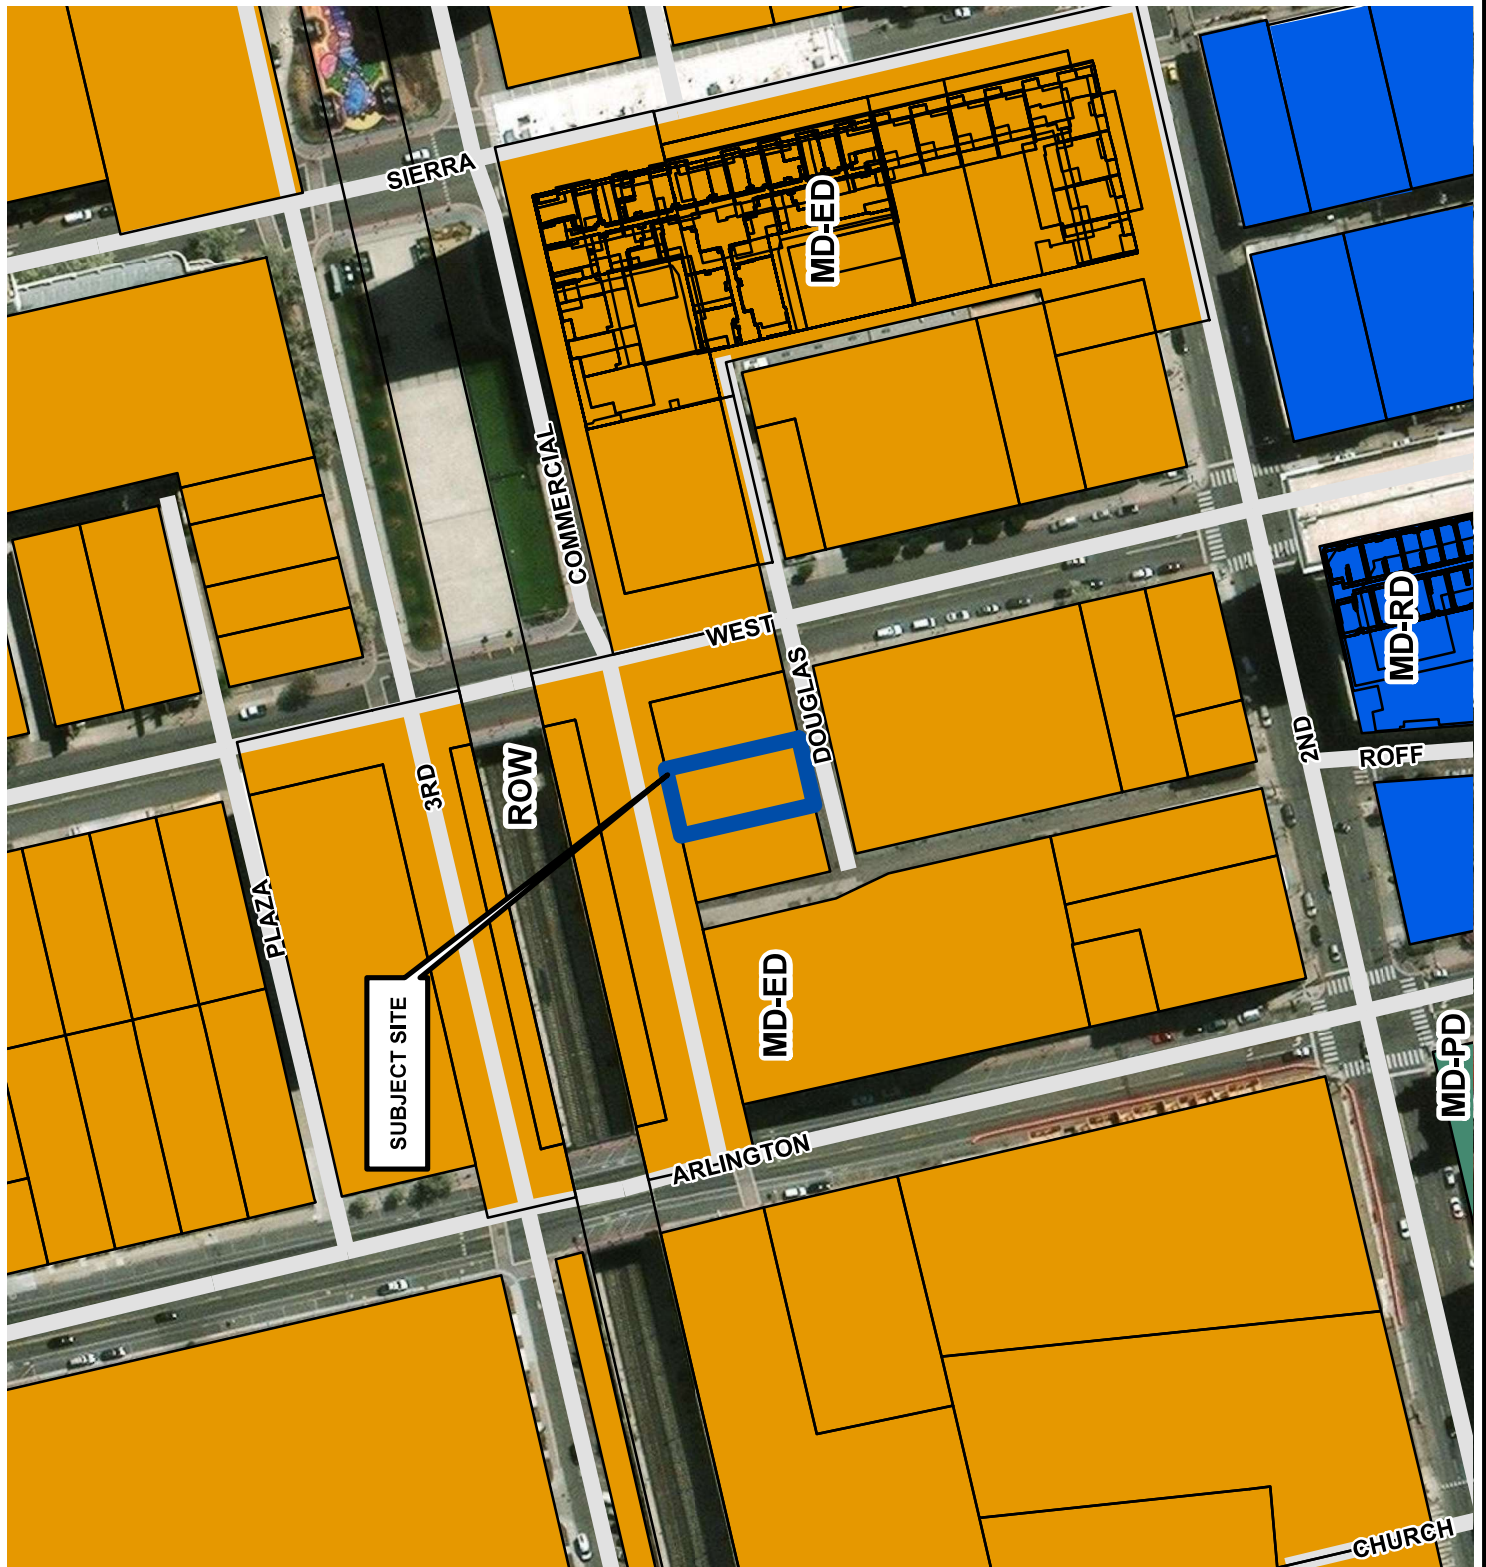 SIERRA
MD-ED
COMMERCIAL
WEST
DOUGLAS
MD-RD
2ND
ROFF
3RD
ROW
PLAZA
MD-ED
SUBJECT SITE
MD-PD
ARLINGTON
CHURCH